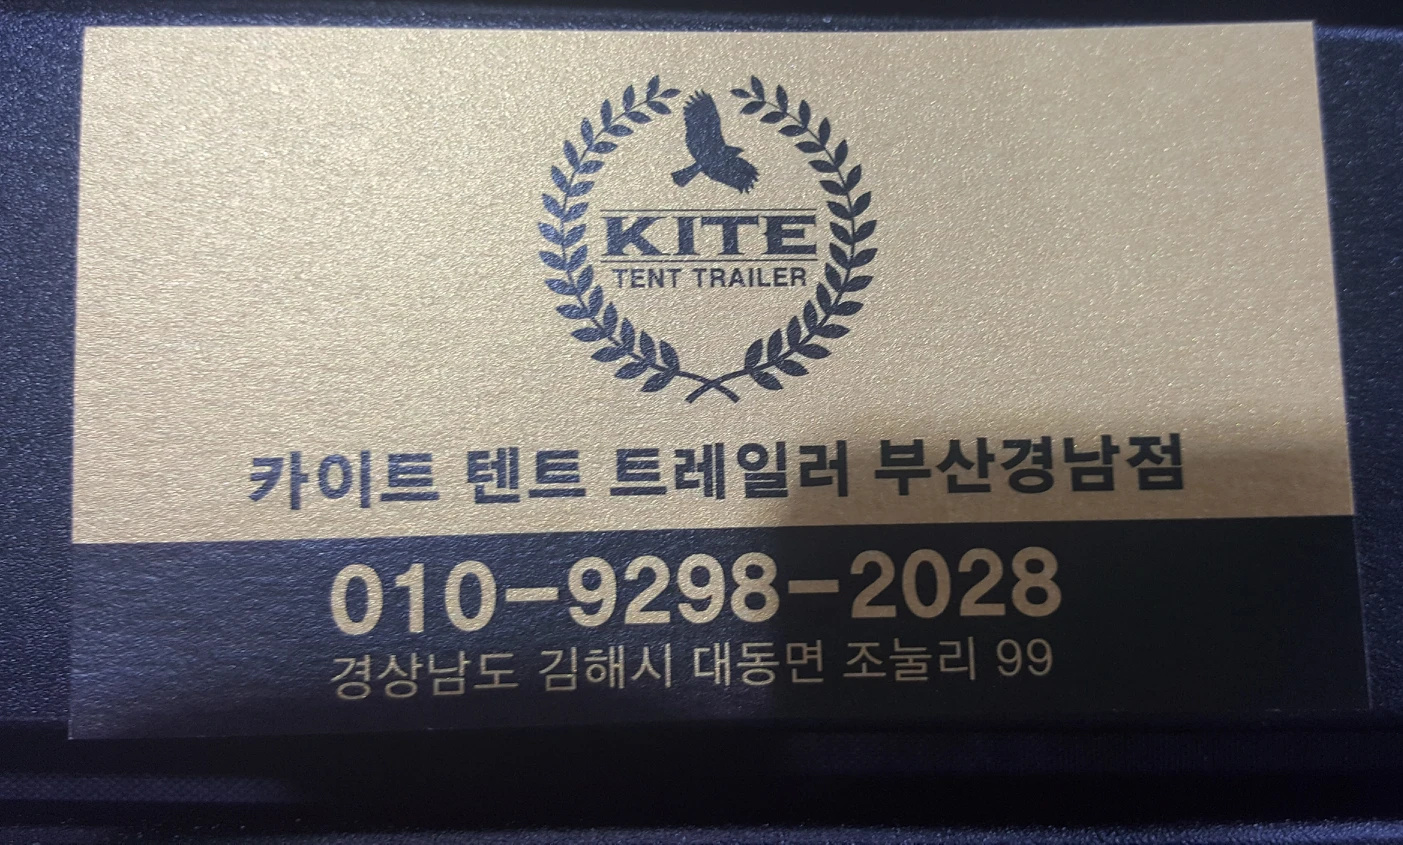 KITE
TENT TRAILER
카이트 텐트 트레일러 부산경남점
010-9298-2028
경상남도 김해시 대동면 조눌리 99